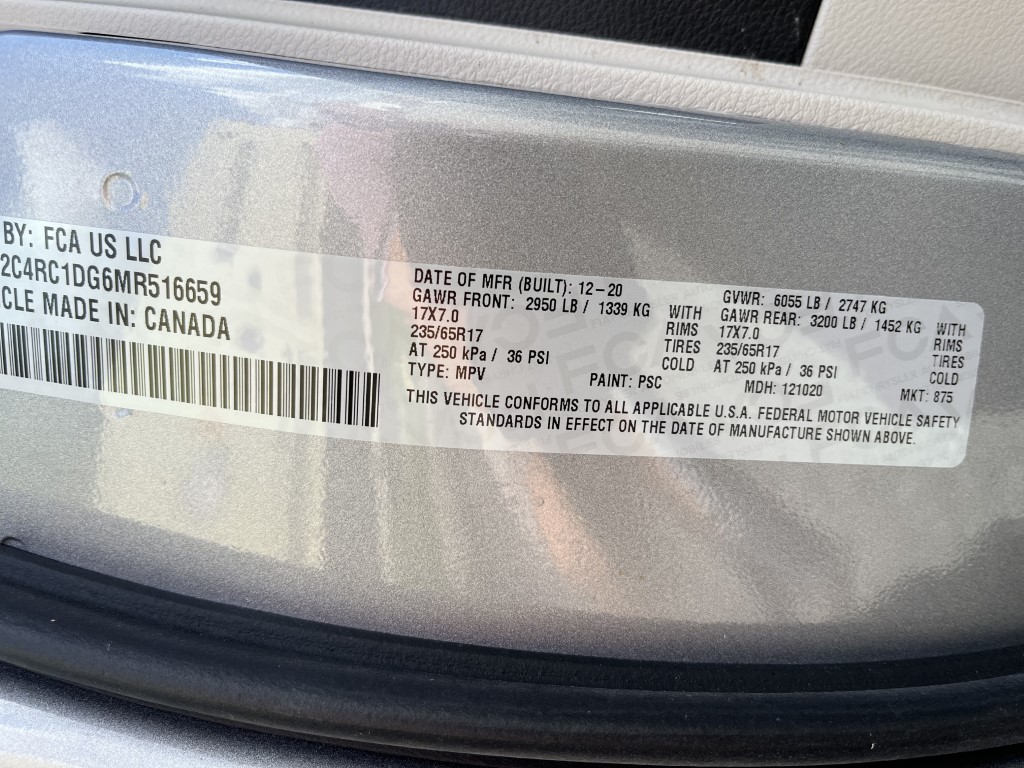 BY: FCA US LLC
2C4RC1DG6MR516659
CLE MADE IN: CANADA
DATE OF MFR (BUILT): 12-20
GVWR: 6055 LB / 2747 KG
GAWR FRONT: 2950 LB / 1339 KG WITH
GAWR REAR: 3200 LB / 1452 KG WITH
17X7.0 RIMS
17X7.0 RIMS
235/65R17 TIRES
235/65R17 TIRES
AT 250 kPa / 36 PSI COLD
AT 250 kPa / 36 PSI COLD
TYPE: MPV PAINT: PSC MDH: 121020 MKT: 875
THIS VEHICLE CONFORMS TO ALL APPLICABLE U.S.A. FEDERAL MOTOR VEHICLE SAFETY
STANDARDS IN EFFECT ON THE DATE OF MANUFACTURE SHOWN ABOVE.